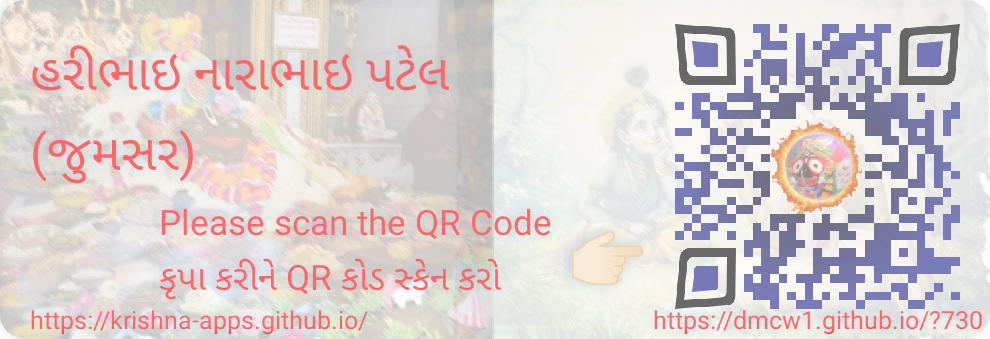 હરીભાઇ નારાભાઇ પટેલ
(જુમસર)
Please scan the QR Code
કૃપા કરીને QR કોડ સ્કેન કરો
https://krishna-apps.github.io/
https://dmcw1.github.io/?730